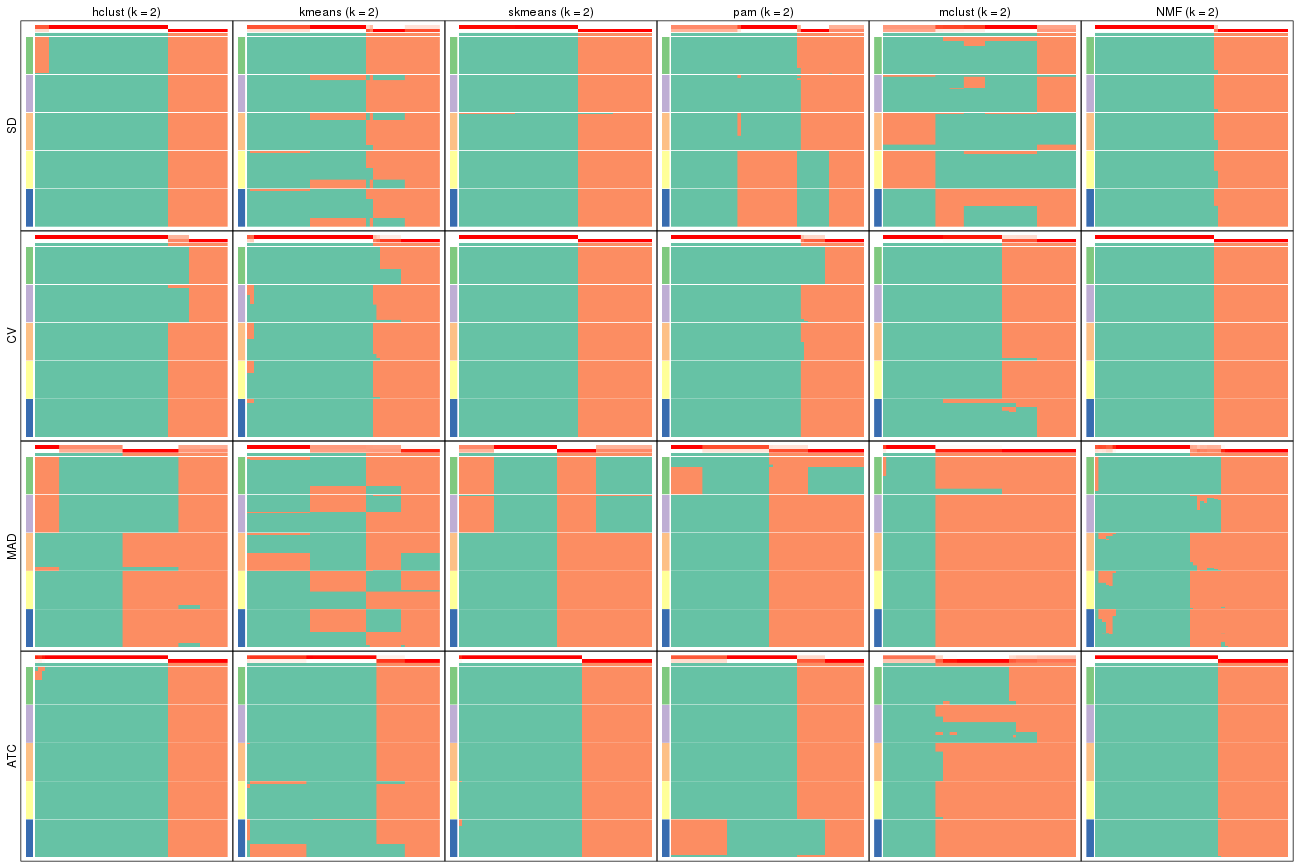 hclust (k = 2)
kmeans (k = 2)
skmeans (k = 2)
pam (k = 2)
mclust (k = 2)
NMF (k = 2)
SD
CV
MAD
ATC